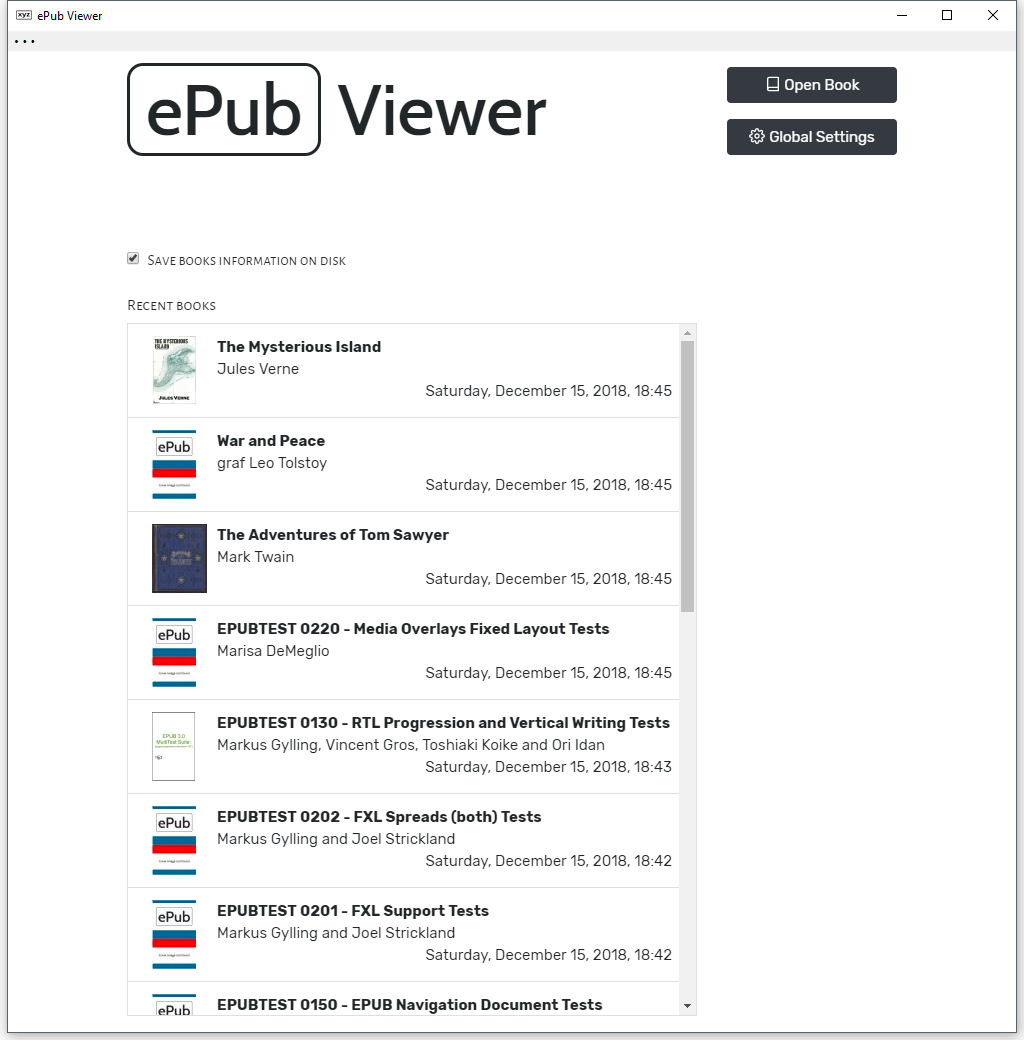 xyz ePub Viewer
...
ePub Viewer
Open Book
Global Settings
Save books information on disk
Recent books
THE MYSTERIOUS
ISLAND
JULES VERNE
The Mysterious Island
Jules Verne
Saturday, December 15, 2018, 18:45
ePub
War and Peace
graf Leo Tolstoy
Saturday, December 15, 2018, 18:45
The Adventures of Tom Sawyer
Mark Twain
Saturday, December 15, 2018, 18:45
ePub
EPUBTEST 0220 - Media Overlays Fixed Layout Tests
Marisa DeMeglio
Saturday, December 15, 2018, 18:45
EPUB 3.0
EPUBTEST 0130 - RTL Progression and Vertical Writing Tests
Markus Gylling, Vincent Gros, Toshiaki Koike and Ori Idan
Saturday, December 15, 2018, 18:43
ePub
EPUBTEST 0202 - FXL Spreads (both) Tests
Markus Gylling and Joel Strickland
Saturday, December 15, 2018, 18:42
ePub
EPUBTEST 0201 - FXL Support Tests
Markus Gylling and Joel Strickland
Saturday, December 15, 2018, 18:42
ePub
EPUBTEST 0150 - EPUB Navigation Document Tests